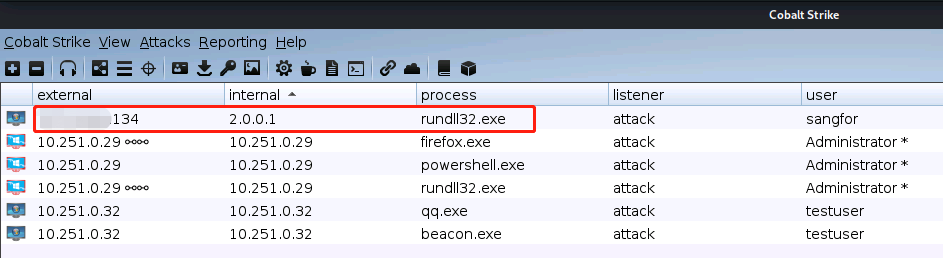 Cobalt Strike
Cobalt Strike View Attacks Reporting Help
external internal process listener user
.134 2.0.0.1 rundll32.exe attack sangfor
10.251.0.29 10.251.0.29 firefox.exe attack Administrator *
10.251.0.29 10.251.0.29 powershell.exe attack Administrator *
10.251.0.29 10.251.0.29 rundll32.exe attack Administrator *
10.251.0.32 10.251.0.32 qq.exe attack testuser
10.251.0.32 10.251.0.32 beacon.exe attack testuser